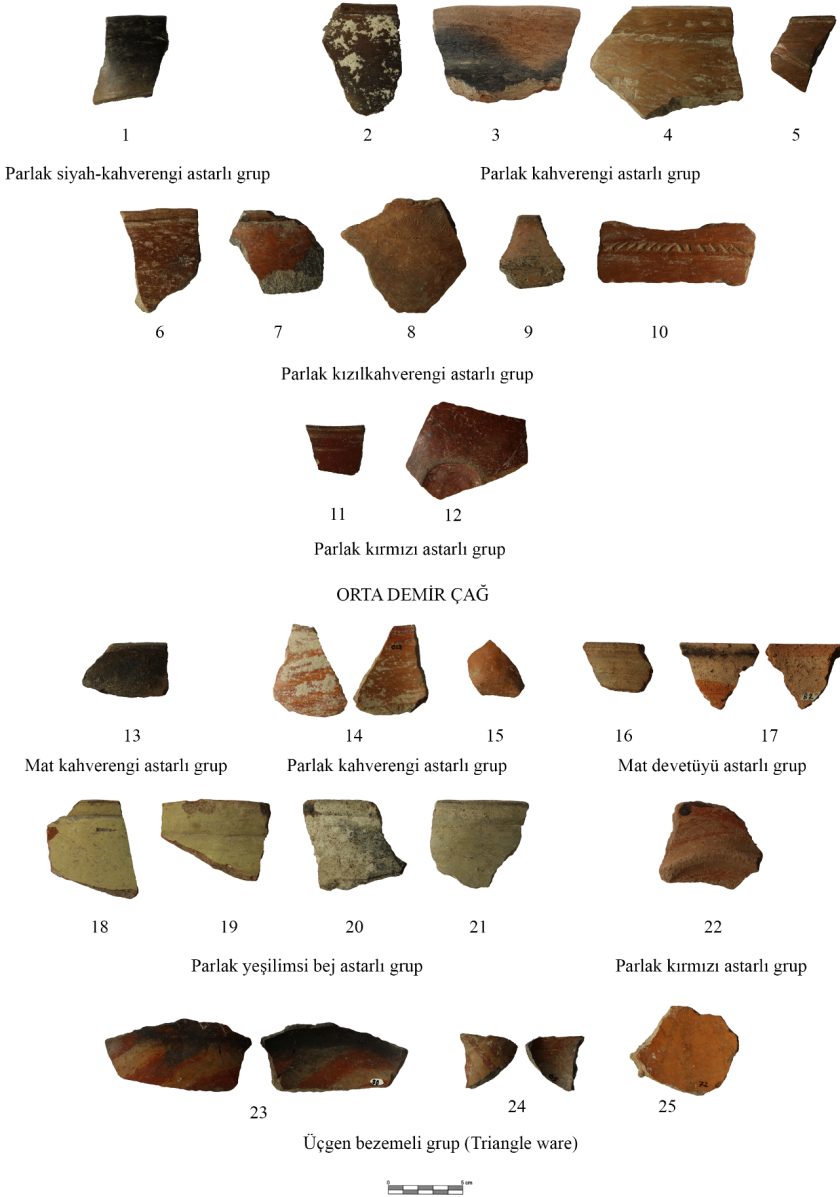 1 2 3 4 5
Parlak siyah-kahverengi astarlı grup Parlak kahverengi astarlı grup
6 7 8 9 10
Parlak kızılkahverengi astarlı grup
11 12
Parlak kırmızı astarlı grup
ORTA DEMİR ÇAĞ
13 14 15 16 17
Mat kahverengi astarlı grup Parlak kahverengi astarlı grup Mat devetüyü astarlı grup
18 19 20 21 22
Parlak yeşilimsi bej astarlı grup Parlak kırmızı astarlı grup
23 24 25
Üçgen bezemeli grup (Triangle ware)
0 5 cm